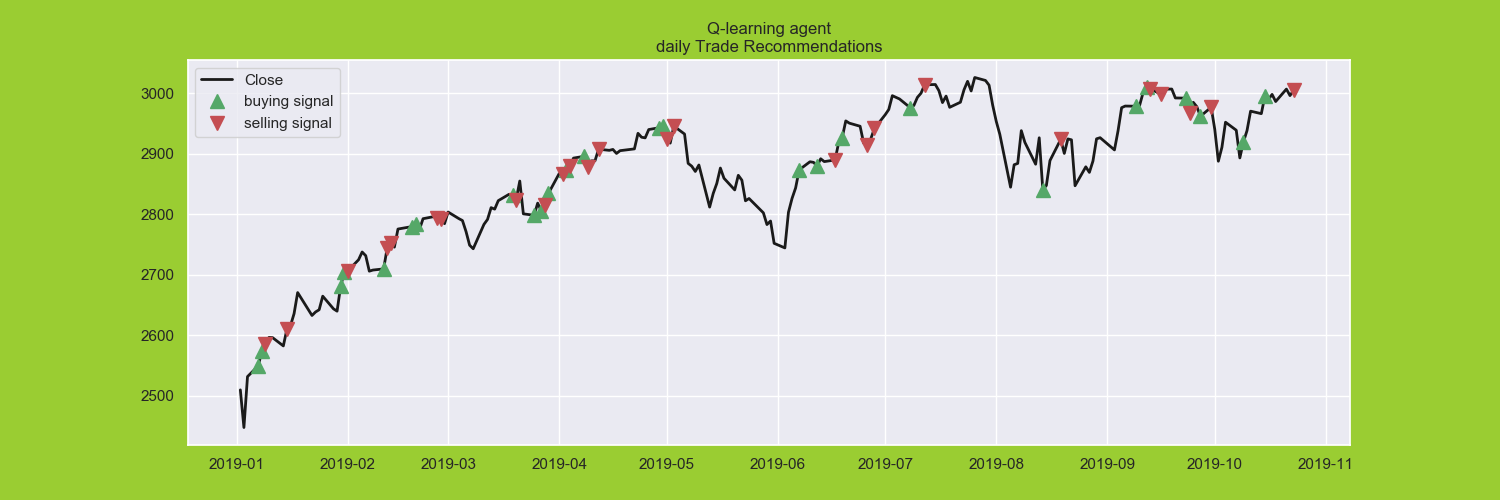 Q-learning agent
daily Trade Recommendations
Close
buying signal
selling signal
3000
2900
2800
2700
2600
2500
2019-01 2019-02 2019-03 2019-04 2019-05 2019-06 2019-07 2019-08 2019-09 2019-10 2019-11